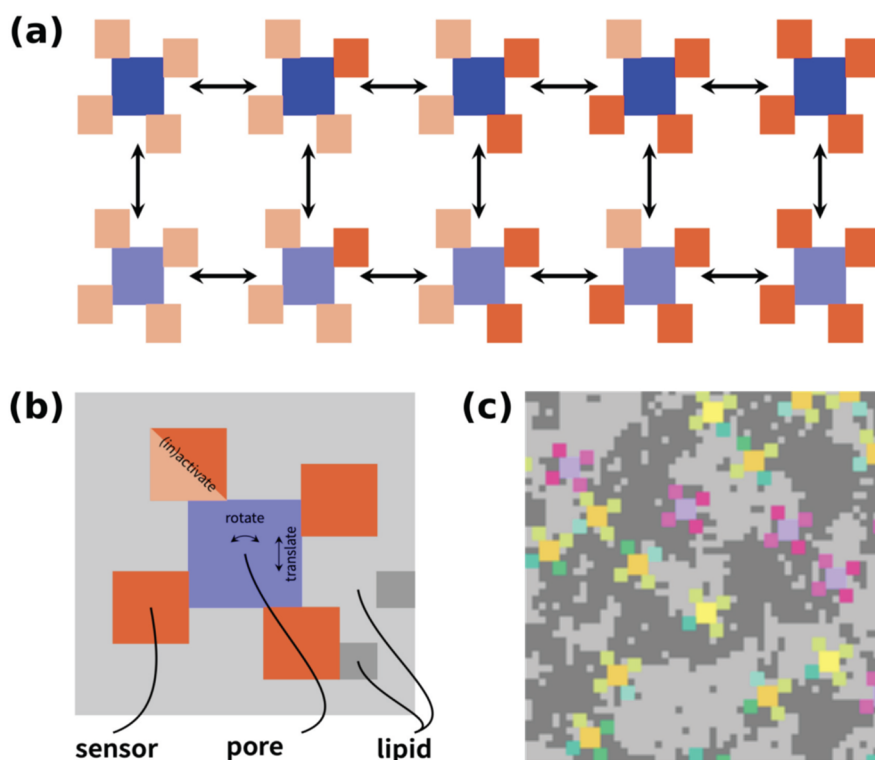 (a)
(b)
(in)activate
rotate
translate
sensor
pore
lipid
(c)